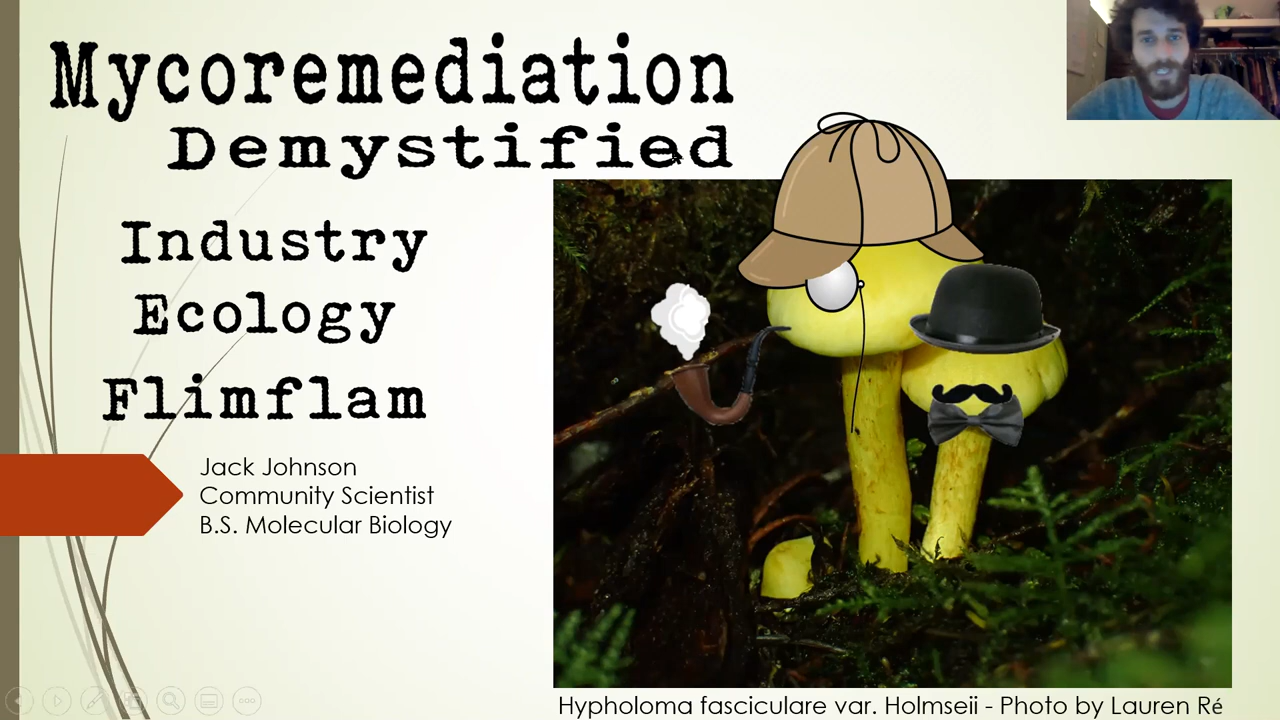 Mycoremediation
Demystified
Industry
Ecology
Flimflam
Jack Johnson
Community Scientist
B.S. Molecular Biology
Hypholoma fasciculare var. Holmseii - Photo by Lauren Ré